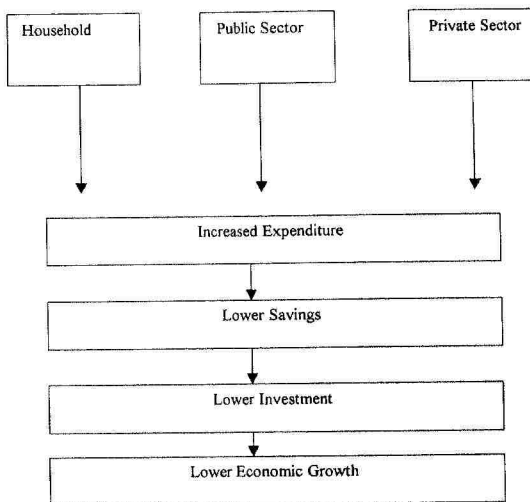 Household
Public Sector
Private Sector
Increased Expenditure
Lower Savings
Lower Investment
Lower Economic Growth